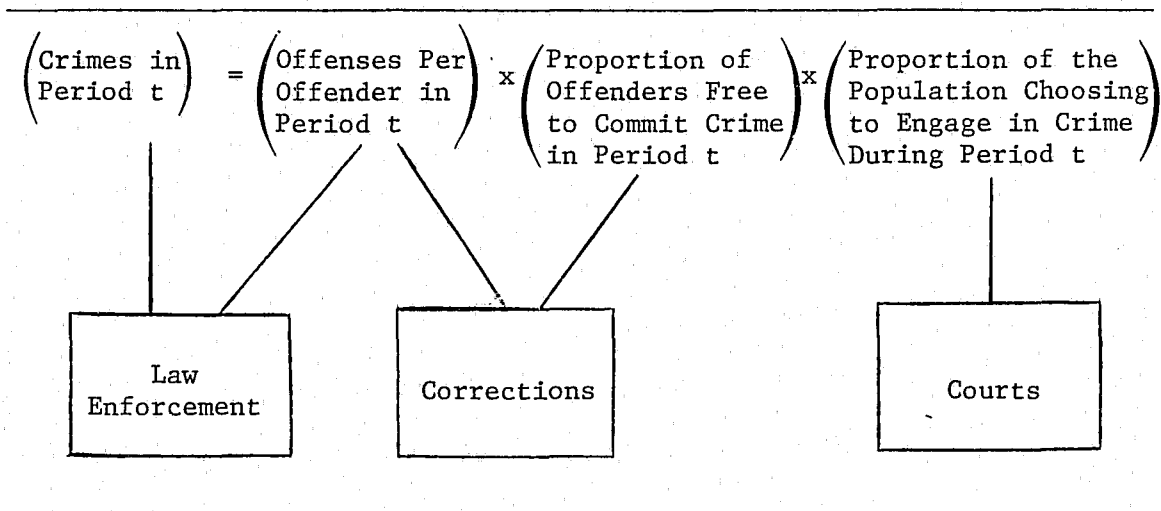 (Crimes in Period t) = (Offenses Per Offender in Period t) x (Proportion of Offenders Free to Commit Crime in Period t) x (Proportion of the Population Choosing to Engage in Crime During Period t)
Law
Enforcement
Corrections
Courts